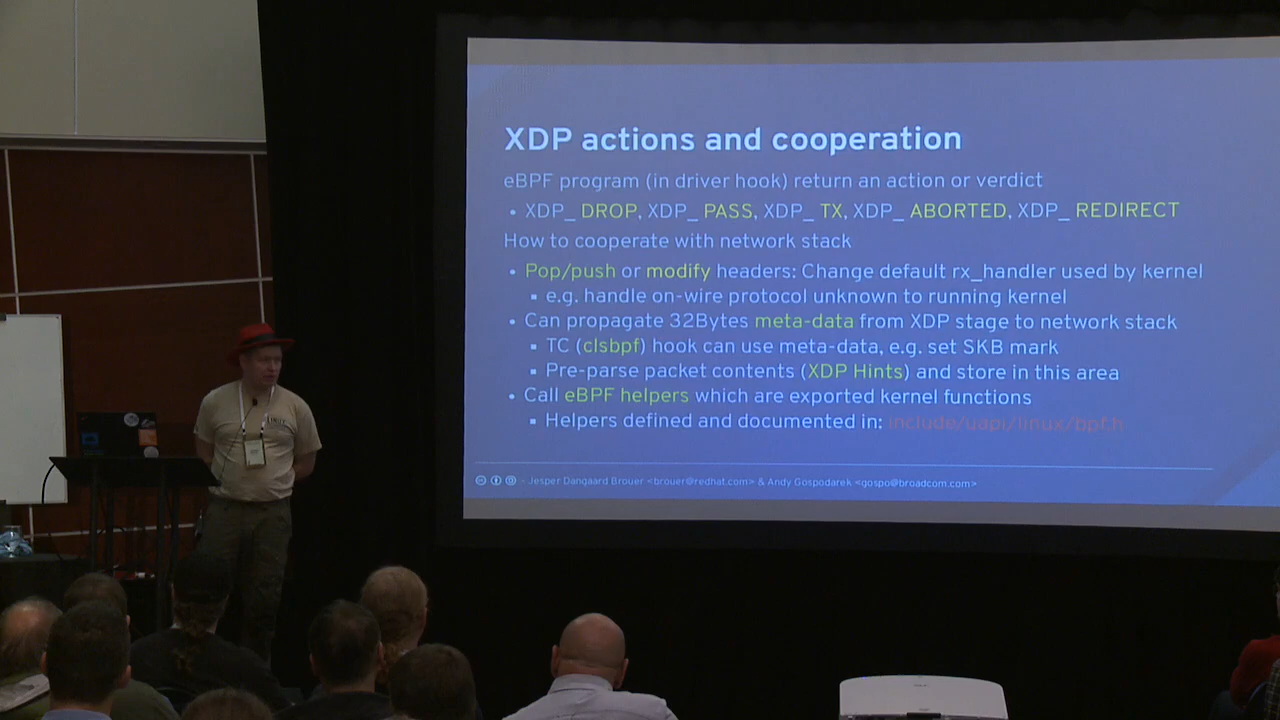 XDP actions and cooperation
eBPF program (in driver hook) return an action or verdict
• XDP_ DROP, XDP_ PASS, XDP_ TX, XDP_ ABORTED, XDP_ REDIRECT
How to cooperate with network stack
• Pop/push or modify headers: Change default rx_handler used by kernel
▪ e.g. handle on-wire protocol unknown to running kernel
• Can propagate 32Bytes meta-data from XDP stage to network stack
▪ TC (clsbpf) hook can use meta-data, e.g. set SKB mark
▪ Pre-parse packet contents (XDP Hints) and store in this area
• Call eBPF helpers which are exported kernel functions
▪ Helpers defined and documented in: include/uapi/linux/bpf.h
- Jesper Dangaard Brouer <brouer@redhat.com> & Andy Gospodarek <gospo@broadcom.com>